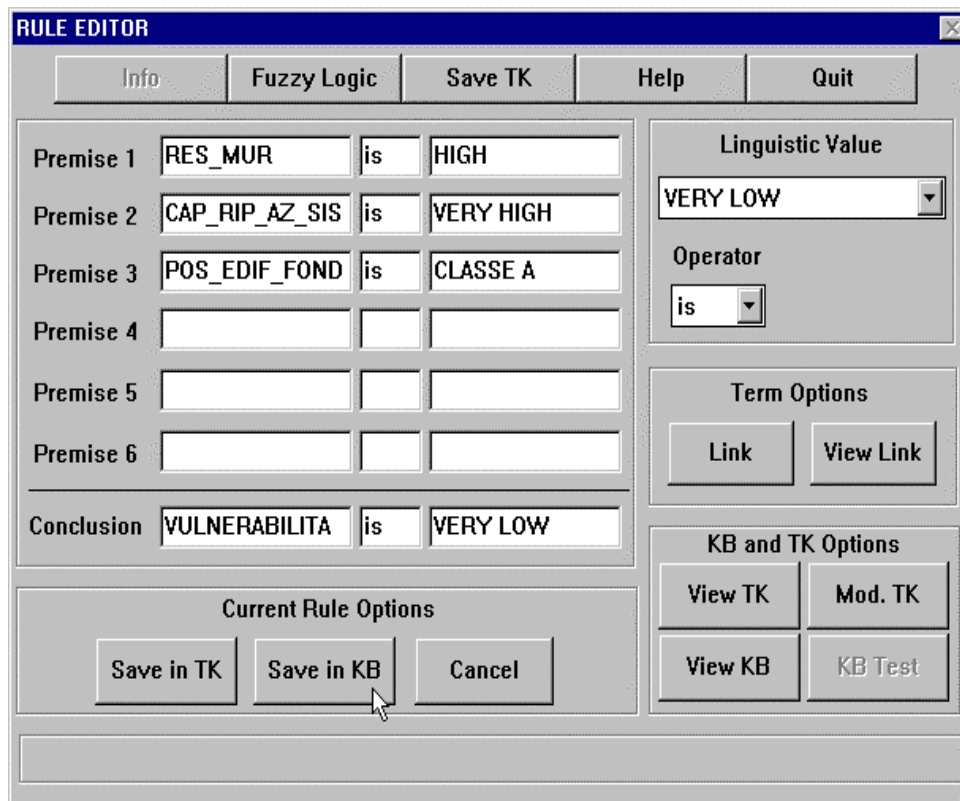 RULE EDITOR
Info Fuzzy Logic Save TK Help Quit
Premise 1 RES_MUR is HIGH
Premise 2 CAP_RIP_AZ_SIS is VERY HIGH
Premise 3 POS_EDIF_FOND is CLASSE A
Premise 4
Premise 5
Premise 6
Conclusion VULNERABILITA is VERY LOW
Linguistic Value
VERY LOW
Operator
is
Term Options
Link View Link
KB and TK Options
View TK Mod. TK
View KB KB Test
Current Rule Options
Save in TK Save in KB Cancel